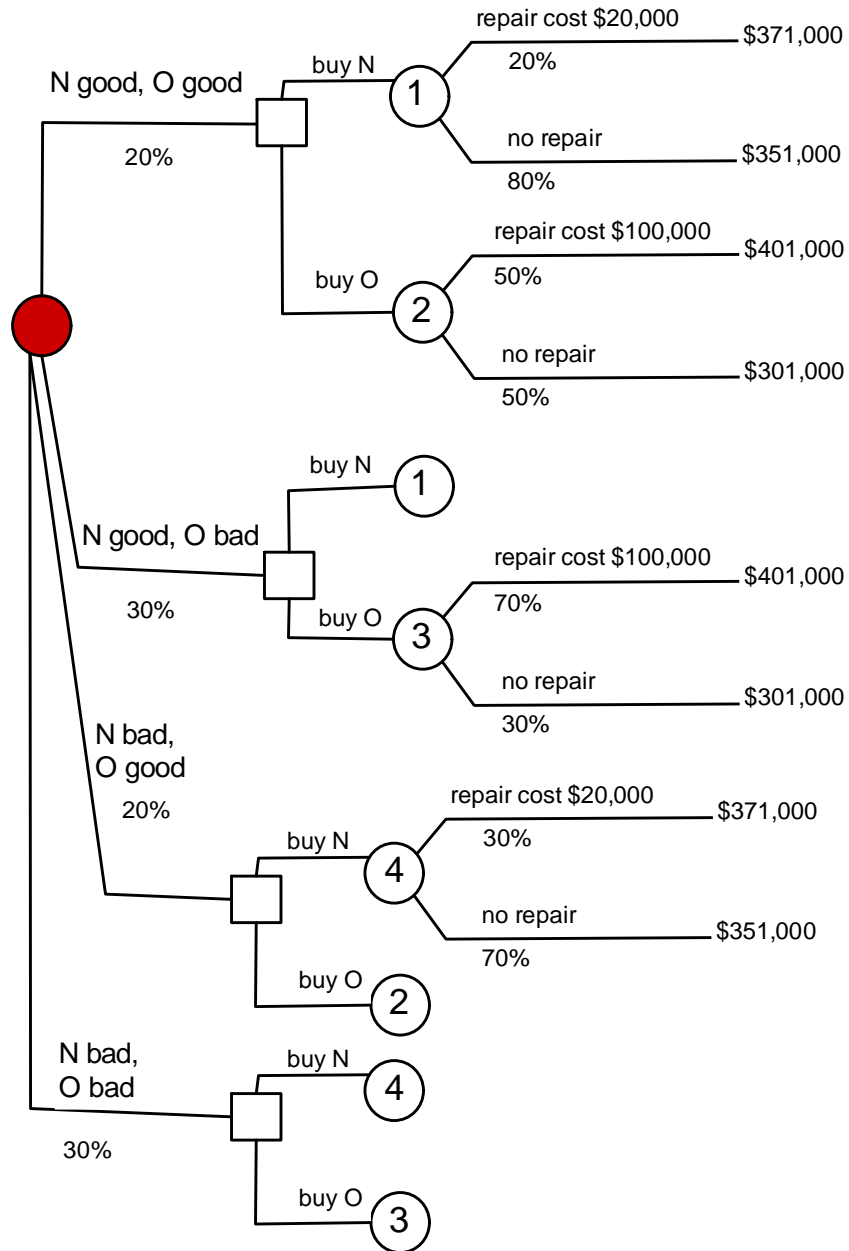 repair cost $20,000
$371,000
buy N
20%
N good, O good
1
20%
no repair
$351,000
80%
repair cost $100,000
$401,000
buy O
50%
2
no repair
$301,000
50%
buy N
1
N good, O bad
30%
repair cost $100,000
$401,000
70%
buy O
3
no repair
$301,000
30%
N bad,
O good
20%
repair cost $20,000
$371,000
30%
buy N
4
no repair
$351,000
70%
buy O
2
N bad,
O bad
30%
buy N
4
buy O
3